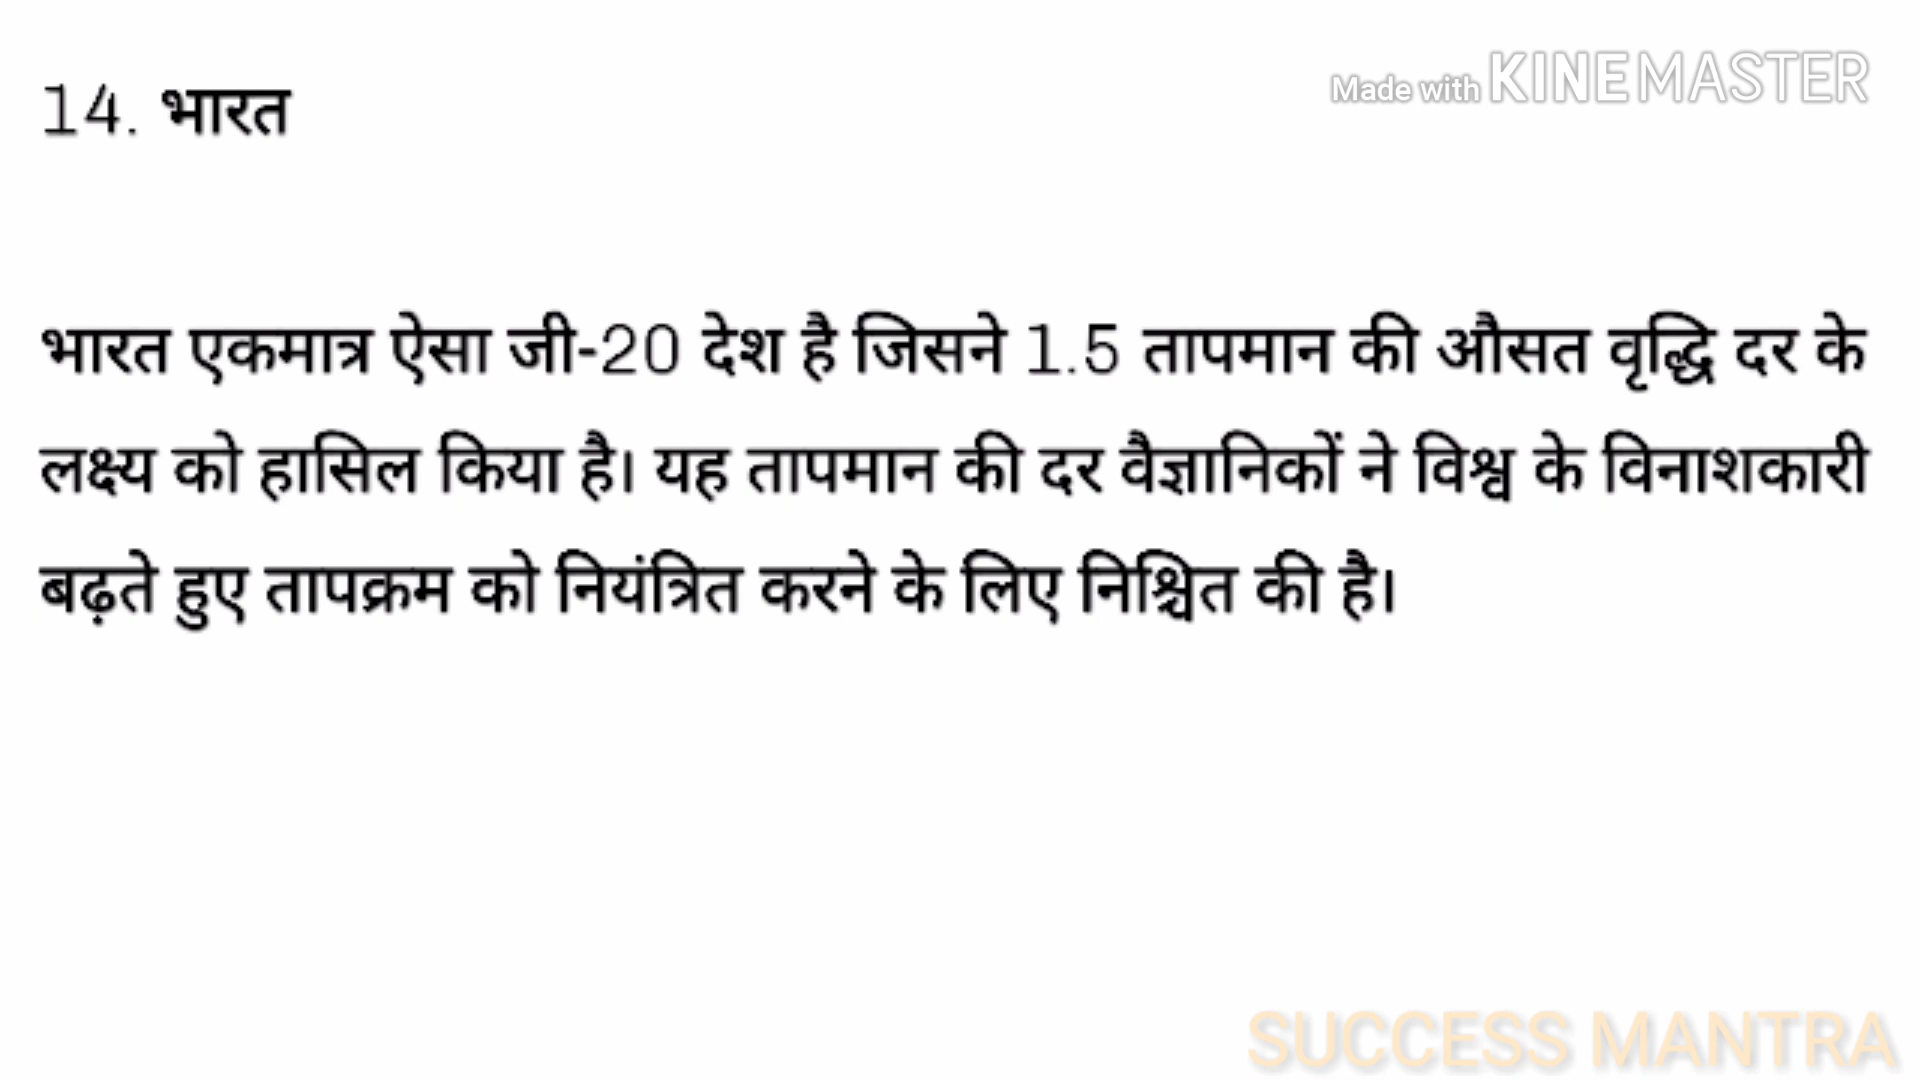 Made with KINEMASTER
14. भारत
भारत एकमात्र ऐसा जी-20 देश है जिसने 1.5 तापमान की औसत वृद्धि दर के
लक्ष्य को हासिल किया है। यह तापमान की दर वैज्ञानिकों ने विश्व के विनाशकारी
बढ़ते हुए तापक्रम को नियंत्रित करने के लिए निश्चित की है।
SUCCESS MANTRA